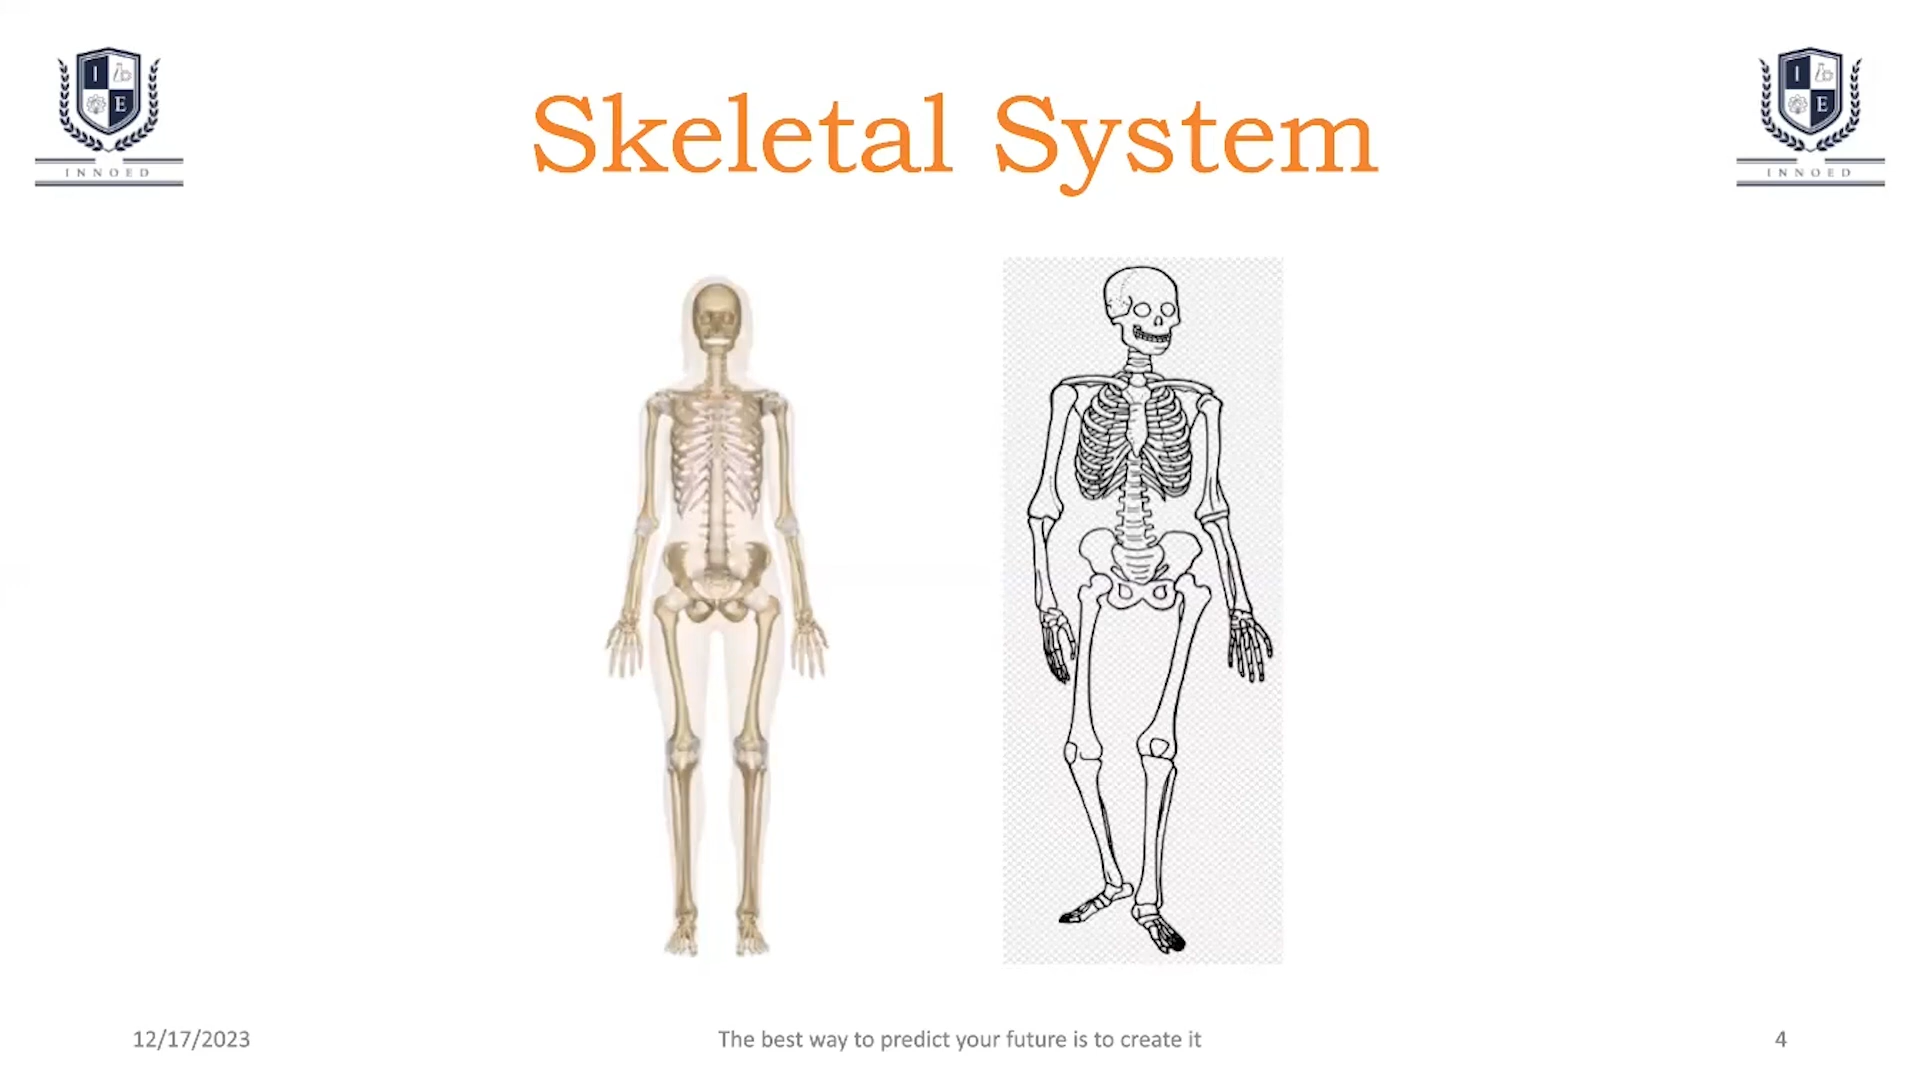 I
E
INNOED
Skeletal System
I
E
INNOED
12/17/2023
The best way to predict your future is to create it
4